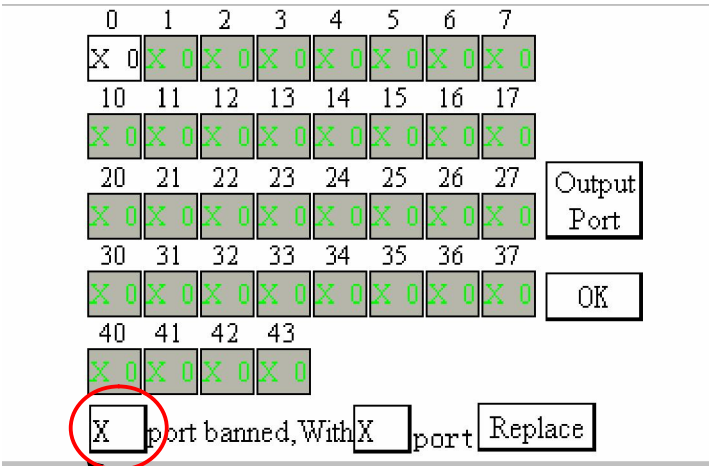 0 1 2 3 4 5 6 7
X 0 X 0 X 0 X 0 X 0 X 0 X 0 X 0
10 11 12 13 14 15 16 17
X 0 X 0 X 0 X 0 X 0 X 0 X 0 X 0
20 21 22 23 24 25 26 27
X 0 X 0 X 0 X 0 X 0 X 0 X 0 X 0
Output
Port
30 31 32 33 34 35 36 37
X 0 X 0 X 0 X 0 X 0 X 0 X 0 X 0
OK
40 41 42 43
X 0 X 0 X 0 X 0
X port banned,With X port Replace